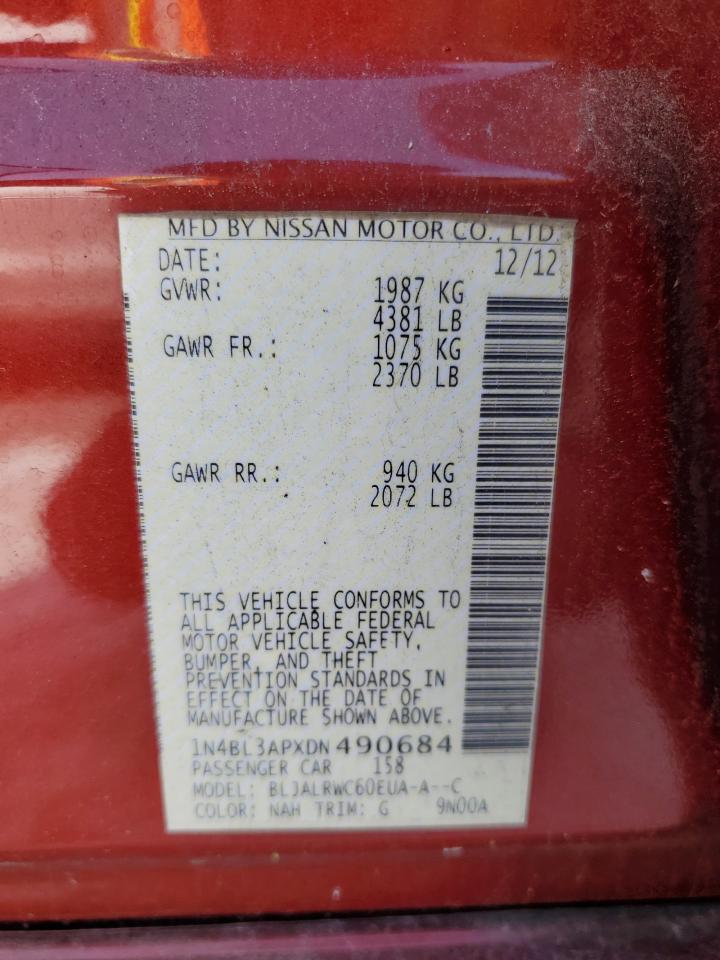 MFD BY NISSAN MOTOR CO., LTD.
DATE: 12/12
GVWR: 1987 KG
4381 LB
GAWR FR.: 1075 KG
2370 LB
GAWR RR.: 940 KG
2072 LB
THIS VEHICLE CONFORMS TO
ALL APPLICABLE FEDERAL
MOTOR VEHICLE SAFETY,
BUMPER, AND THEFT
PREVENTION STANDARDS IN
EFFECT ON THE DATE OF
MANUFACTURE SHOWN ABOVE.
1N4BL3APXDN 490684
PASSENGER CAR 158
MODEL: BLJALRWC60EUA-A--C
COLOR: NAH TRIM: G 9N00A